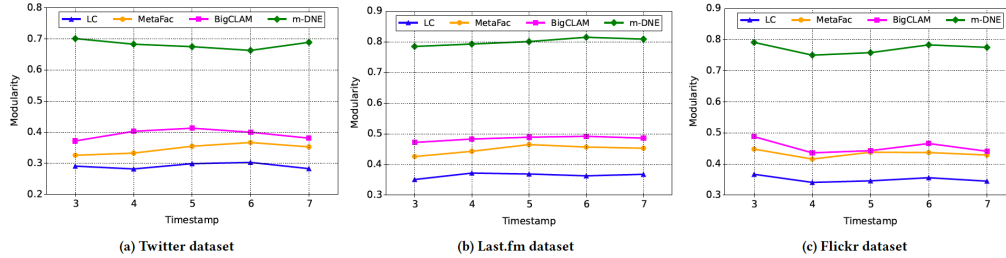 LC MetaFac BigCLAM m-DNE
Modularity
0.8
0.7
0.6
0.5
0.4
0.3
0.2
3 4 5 6 7
Timestamp
(a) Twitter dataset
LC MetaFac BigCLAM m-DNE
Modularity
0.9
0.8
0.7
0.6
0.5
0.4
0.3
3 4 5 6 7
Timestamp
(b) Last.fm dataset
LC MetaFac BigCLAM m-DNE
Modularity
0.9
0.8
0.7
0.6
0.5
0.4
0.3
3 4 5 6 7
Timestamp
(c) Flickr dataset